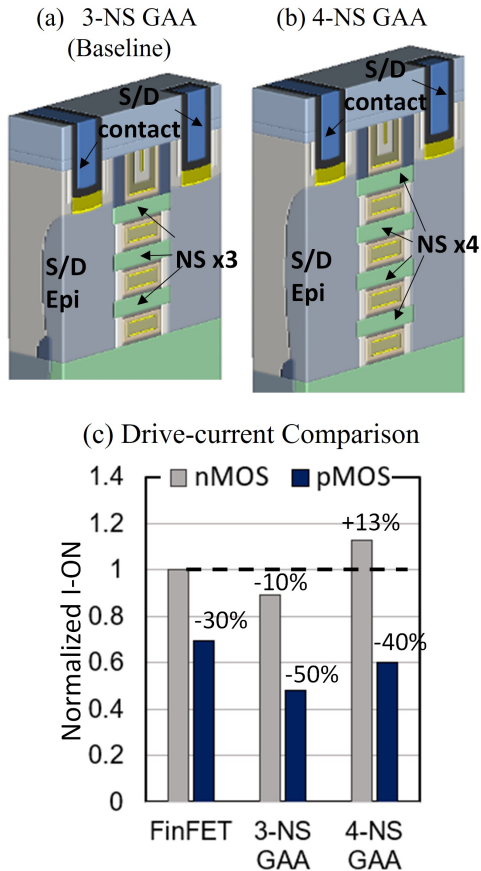 (a) 3-NS GAA
(Baseline)
(b) 4-NS GAA
S/D
contact
NS x3
S/D
Epi
S/D
contact
NS x4
S/D
Epi
(c) Drive-current Comparison
Normalized I-ON
1.4
1.2
1
0.8
0.6
0.4
0.2
0
nMOS pMOS
-30%
-10%
-50%
+13%
-40%
FinFET
3-NS
GAA
4-NS
GAA